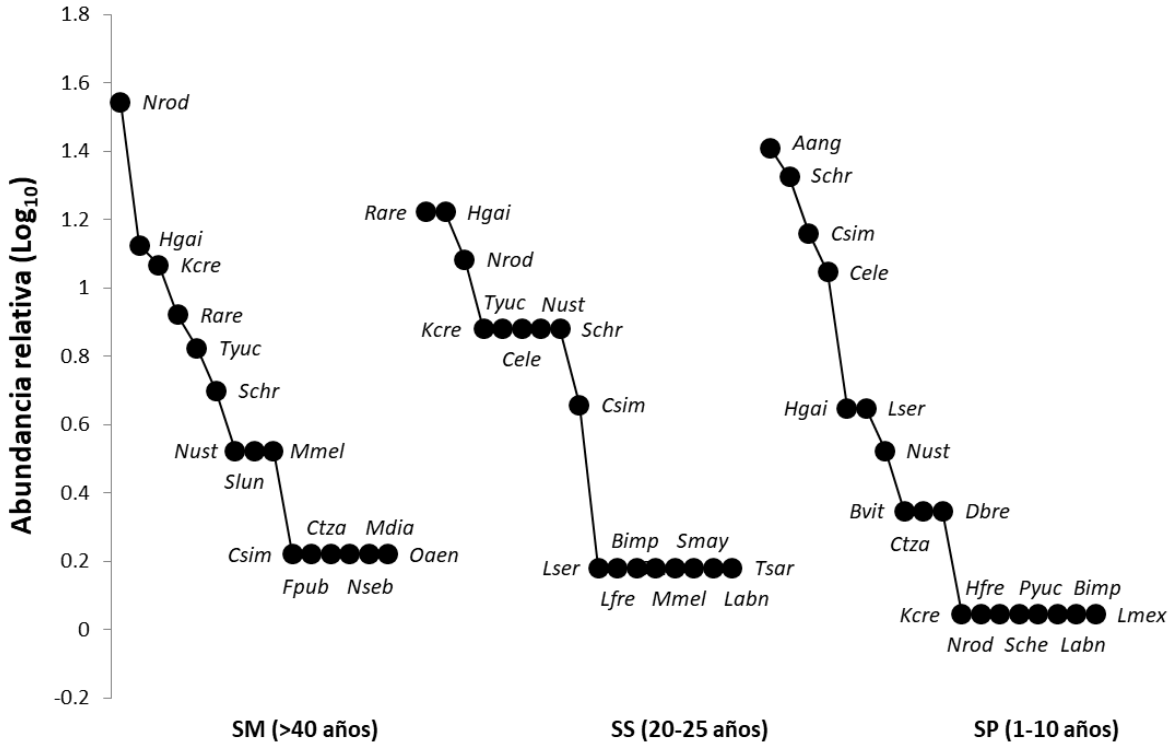 Abundancia relativa (Log10)
1.8
1.6
1.4
1.2
1
0.8
0.6
0.4
0.2
0
-0.2
Nrod
Hgai
Kcre
Rare
Tyuc
Schr
Nust
Slun
Mmel
Csim
Fpub
Ctza
Nseb
Mdia
Oaen
SM (>40 años)
Rare
Hgai
Nrod
Kcre
Tyuc
Cele
Nust
Schr
Csim
Lser
Lfre
Bimp
Mmel
Smay
Labn
Tsar
SS (20-25 años)
Aang
Schr
Csim
Cele
Hgai
Lser
Nust
Bvit
Ctza
Dbre
Kcre
Nrod
Hfre
Sche
Pyuc
Labn
Bimp
Lmex
SP (1-10 años)